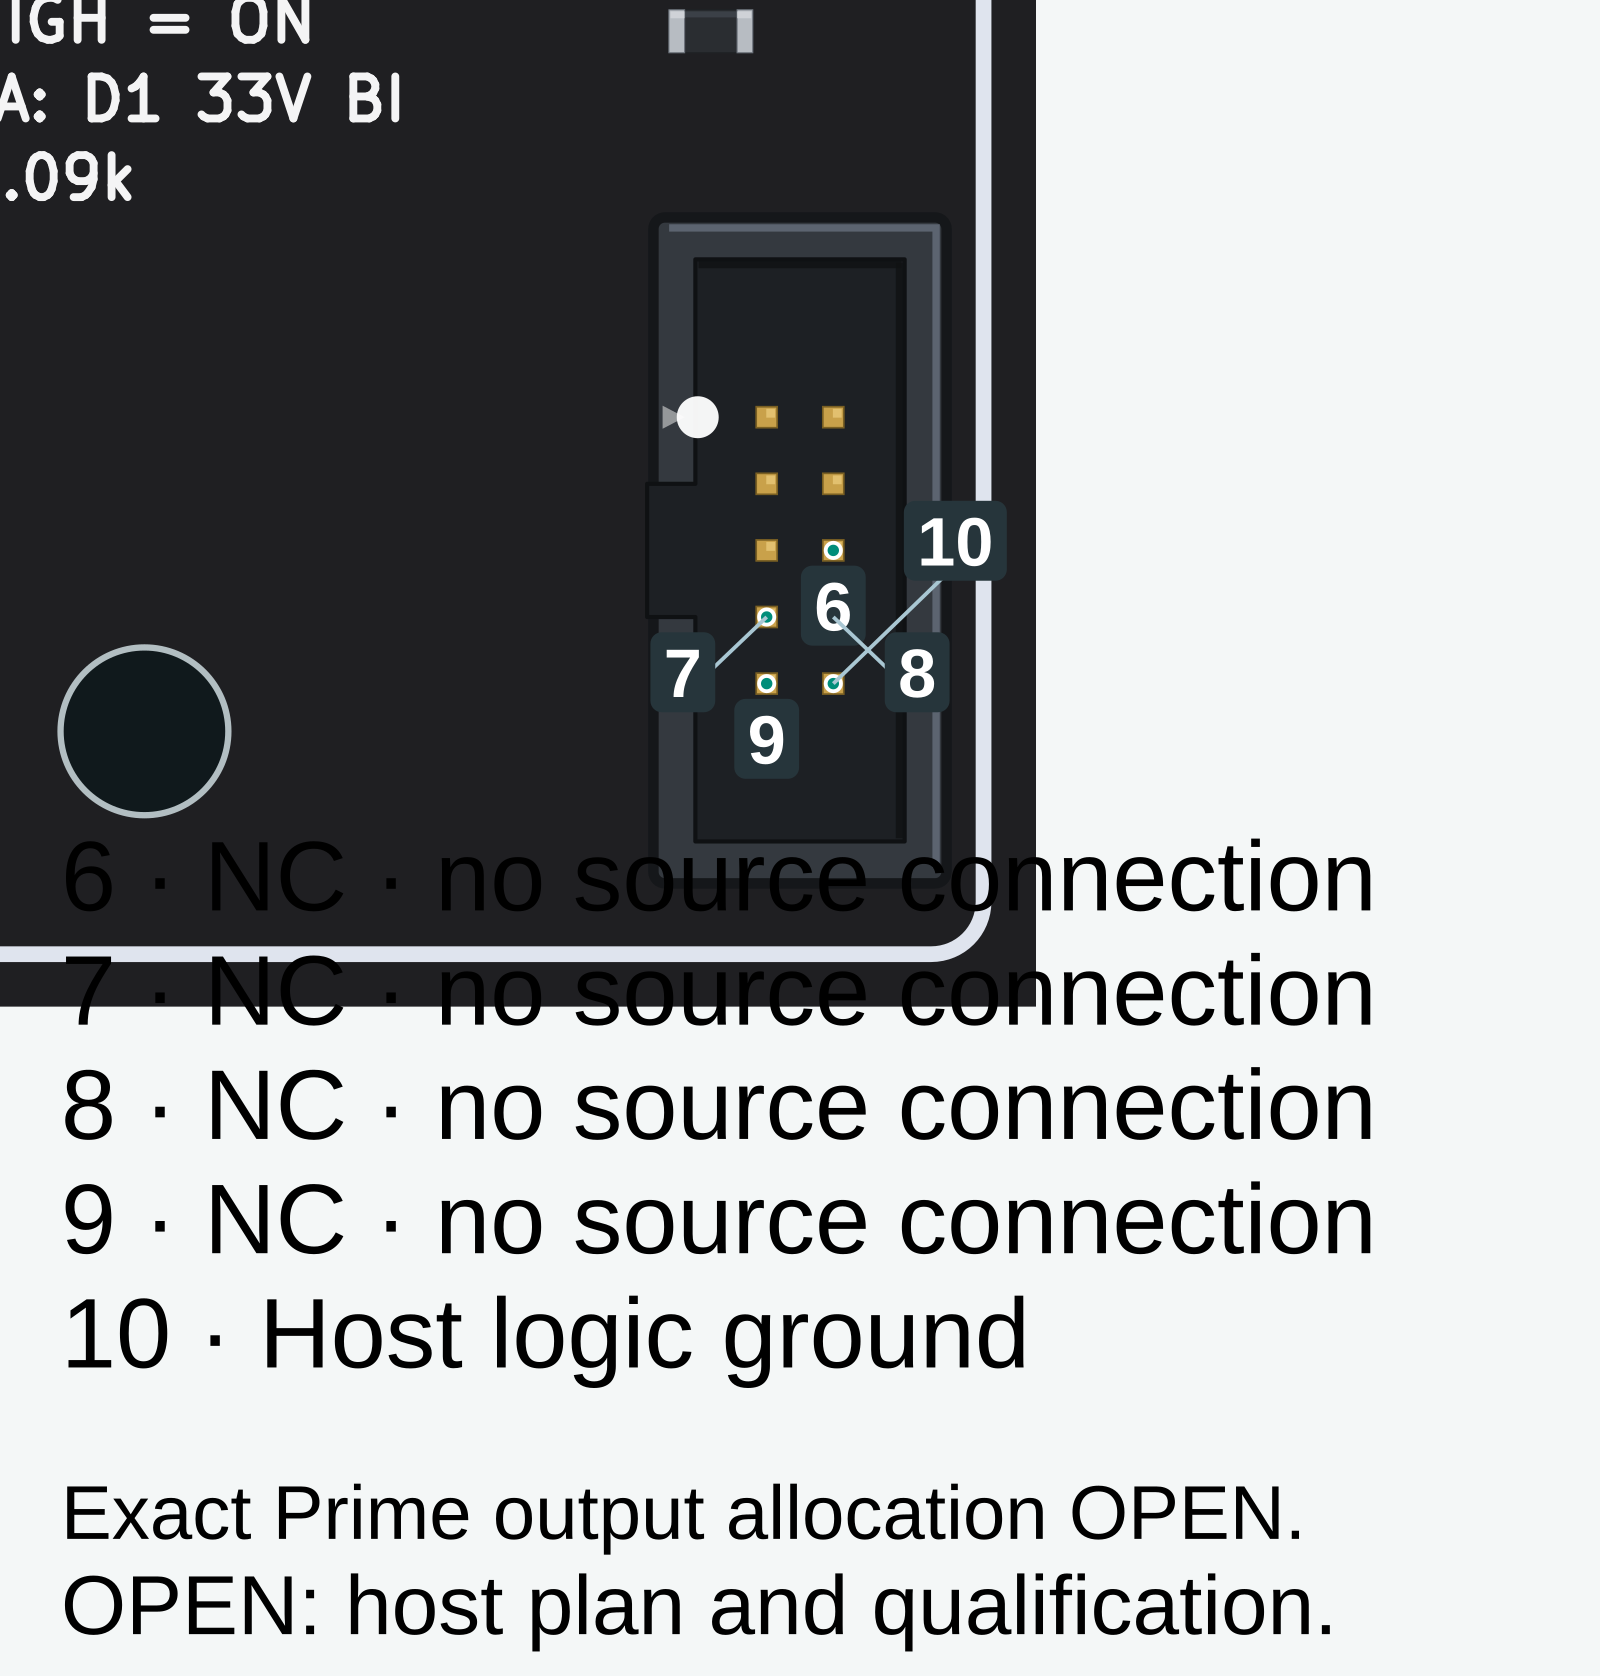 IGH = ON
A: D1 33V BI
.09k
10
6
7
8
9
6 · NC · no source connection
7 · NC · no source connection
8 · NC · no source connection
9 · NC · no source connection
10 · Host logic ground
Exact Prime output allocation OPEN.
OPEN: host plan and qualification.